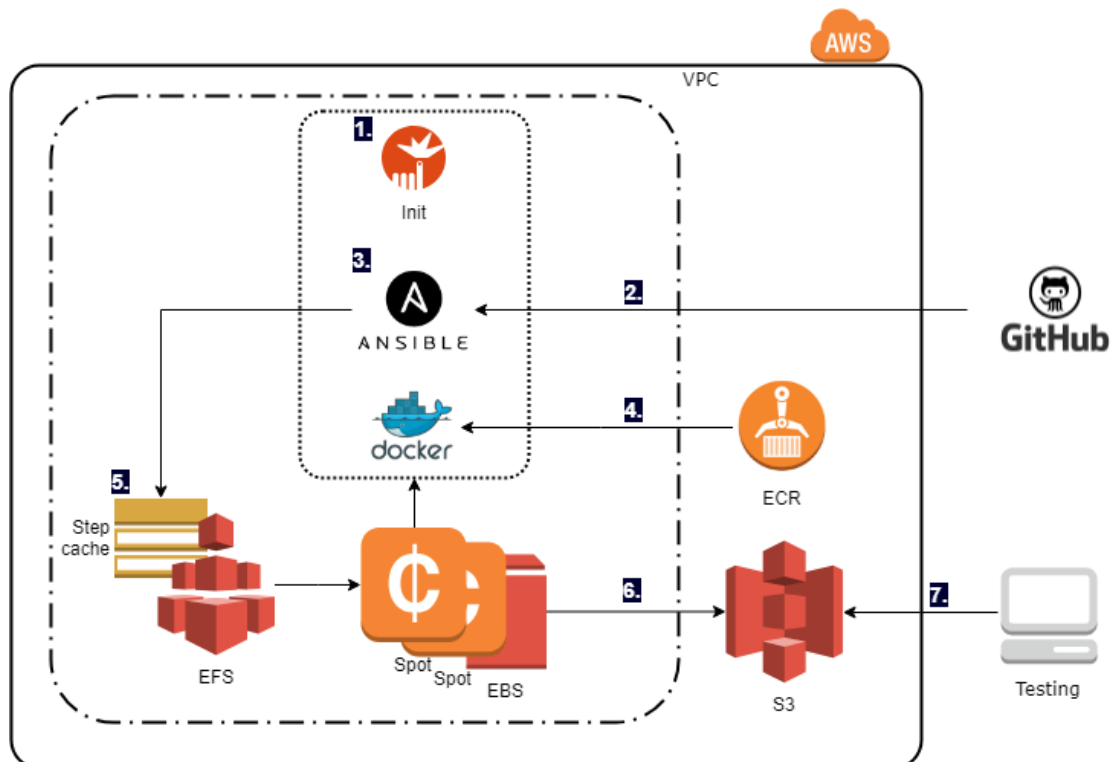 AWS
VPC
1.
Init
3.
2.
ANSIBLE
GitHub
4.
docker
ECR
5.
Step
cache
6.
7.
EFS
Spot
Spot
EBS
S3
Testing